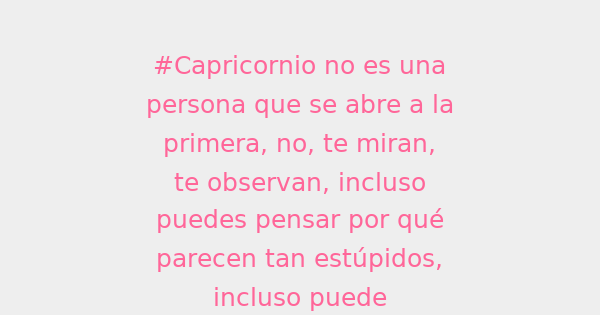 #Capricornio no es una
persona que se abre a la
primera, no, te miran,
te observan, incluso
puedes pensar por qué
parecen tan estúpidos,
incluso puede